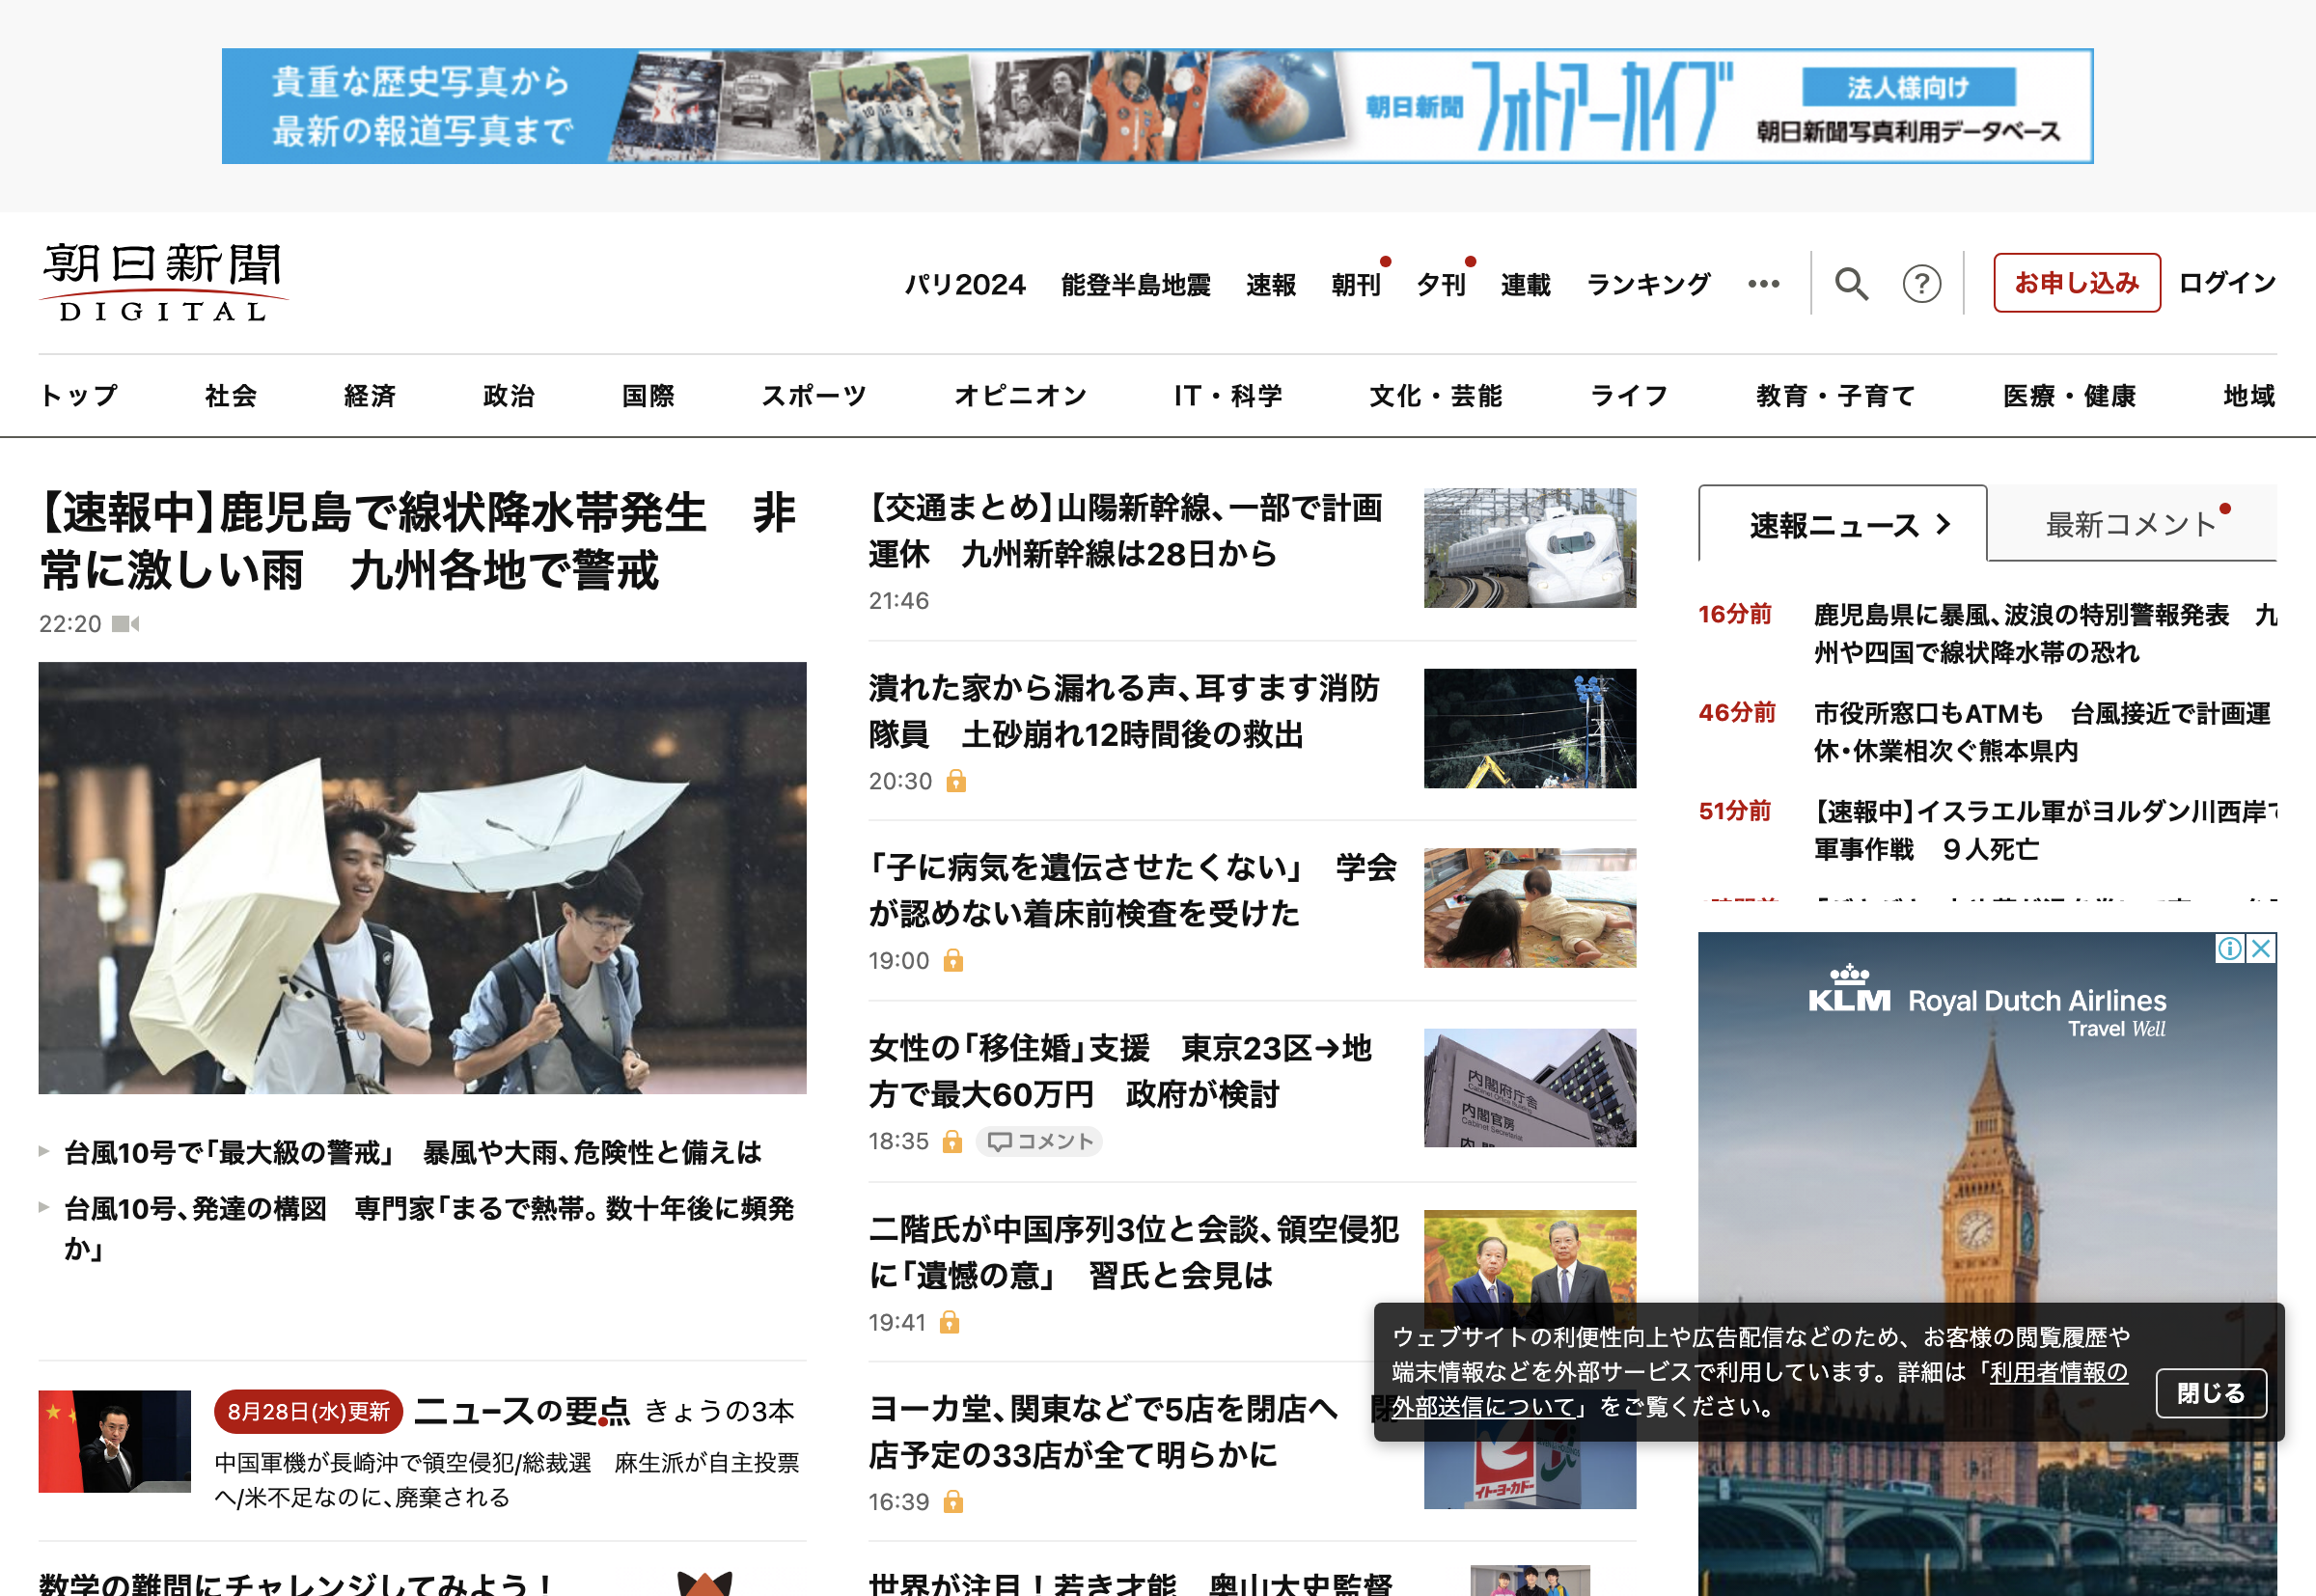 貴重な歴史写真から
最新の報道写真まで
朝日新聞 フォトアーカイブ
法人様向け
朝日新聞写真利用データベース
朝日新聞
DIGITAL
パリ2024 能登半島地震 速報 朝刊 夕刊 連載 ランキング ••• ? お申し込み ログイン
トップ 社会 経済 政治 国際 スポーツ オピニオン IT・科学 文化・芸能 ライフ 教育・子育て 医療・健康 地域
【速報中】鹿児島で線状降水帯発生　非
常に激しい雨　九州各地で警戒
22:20
台風10号で「最大級の警戒」　暴風や大雨、危険性と備えは
台風10号、発達の構図　専門家「まるで熱帯。数十年後に頻発
か」
8月28日(水)更新 ニュースの要点 きょうの3本
中国軍機が長崎沖で領空侵犯/総裁選　麻生派が自主投票
へ/米不足なのに、廃棄される
数学の難問にチャレンジしてみよう！
【交通まとめ】山陽新幹線、一部で計画
運休　九州新幹線は28日から
21:46
潰れた家から漏れる声、耳すます消防
隊員　土砂崩れ12時間後の救出
20:30
「子に病気を遺伝させたくない」　学会
が認めない着床前検査を受けた
19:00
女性の「移住婚」支援　東京23区→地
方で最大60万円　政府が検討
18:35 コメント
内閣府庁舎
Cabinet Office Building
内閣官房
Cabinet Secretariat
二階氏が中国序列3位と会談、領空侵犯
に「遺憾の意」　習氏と会見は
19:41
ヨーカ堂、関東などで5店を閉店へ　閉
店予定の33店が全て明らかに
16:39
イトーヨーカドー
世界が注目！若き才能　奥山大史監督
速報ニュース 最新コメント
16分前 鹿児島県に暴風、波浪の特別警報発表　九
州や四国で線状降水帯の恐れ
46分前 市役所窓口もATMも　台風接近で計画運
休・休業相次ぐ熊本県内
51分前 【速報中】イスラエル軍がヨルダン川西岸で
軍事作戦　９人死亡
KLM Royal Dutch Airlines
Travel Well
ウェブサイトの利便性向上や広告配信などのため、お客様の閲覧履歴や
端末情報などを外部サービスで利用しています。詳細は「利用者情報の
外部送信について」をご覧ください。
閉じる